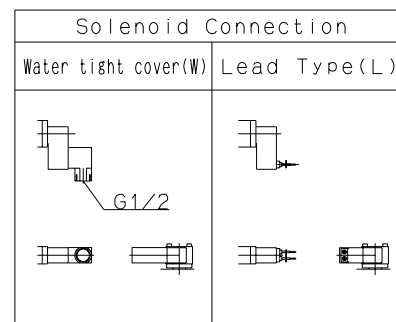 Solenoid Connection
Water tight cover(W) Lead Type(L)
G1/2